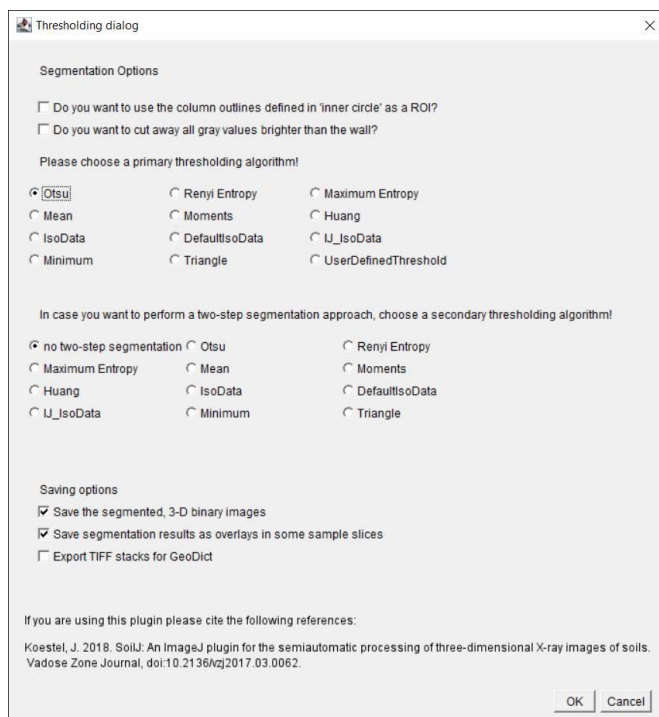 Thresholding dialog
Segmentation Options
Do you want to use the column outlines defined in 'inner circle' as a ROI?
Do you want to cut away all gray values brighter than the wall?
Please choose a primary thresholding algorithm!
Otsu Renyi Entropy Maximum Entropy
Mean Moments Huang
IsoData DefaultIsoData IJ_IsoData
Minimum Triangle UserDefinedThreshold
In case you want to perform a two-step segmentation approach, choose a secondary thresholding algorithm!
no two-step segmentation Otsu Renyi Entropy
Maximum Entropy Mean Moments
Huang IsoData DefaultIsoData
IJ_IsoData Minimum Triangle
Saving options
Save the segmented, 3-D binary images
Save segmentation results as overlays in some sample slices
Export TIFF stacks for GeoDict
If you are using this plugin please cite the following references:
Koestel, J. 2018. SoilJ: An ImageJ plugin for the semiautomatic processing of three-dimensional X-ray images of soils.
Vadose Zone Journal, doi:10.2136/vzj2017.03.0062.
OK Cancel